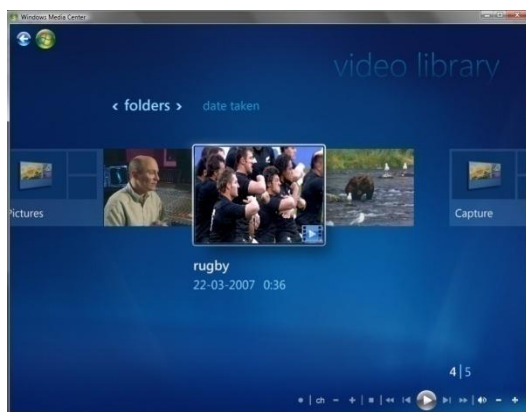 Windows Media Center
video library
‹ folders ›
date taken
Pictures
Capture
rugby
22-03-2007 0:36
4|5
ch